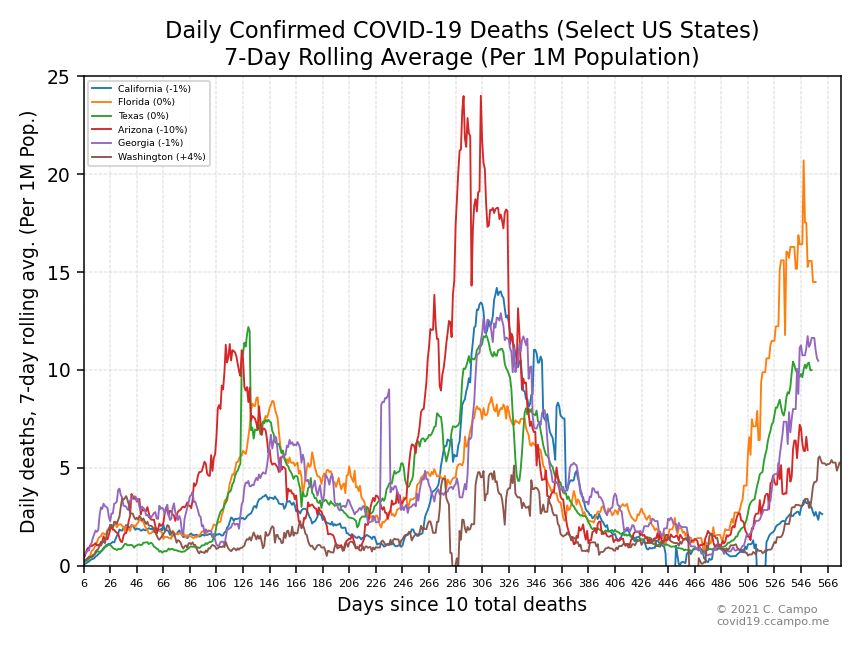 Daily Confirmed COVID-19 Deaths (Select US States)
7-Day Rolling Average (Per 1M Population)
Daily deaths, 7-day rolling avg. (Per 1M Pop.)
25
20
15
10
5
0
California (-1%)
Florida (0%)
Texas (0%)
Arizona (-10%)
Georgia (-1%)
Washington (+4%)
6 26 46 66 86 106 126 146 166 186 206 226 246 266 286 306 326 346 366 386 406 426 446 466 486 506 526 546 566
Days since 10 total deaths
© 2021 C. Campo
covid19.ccampo.me